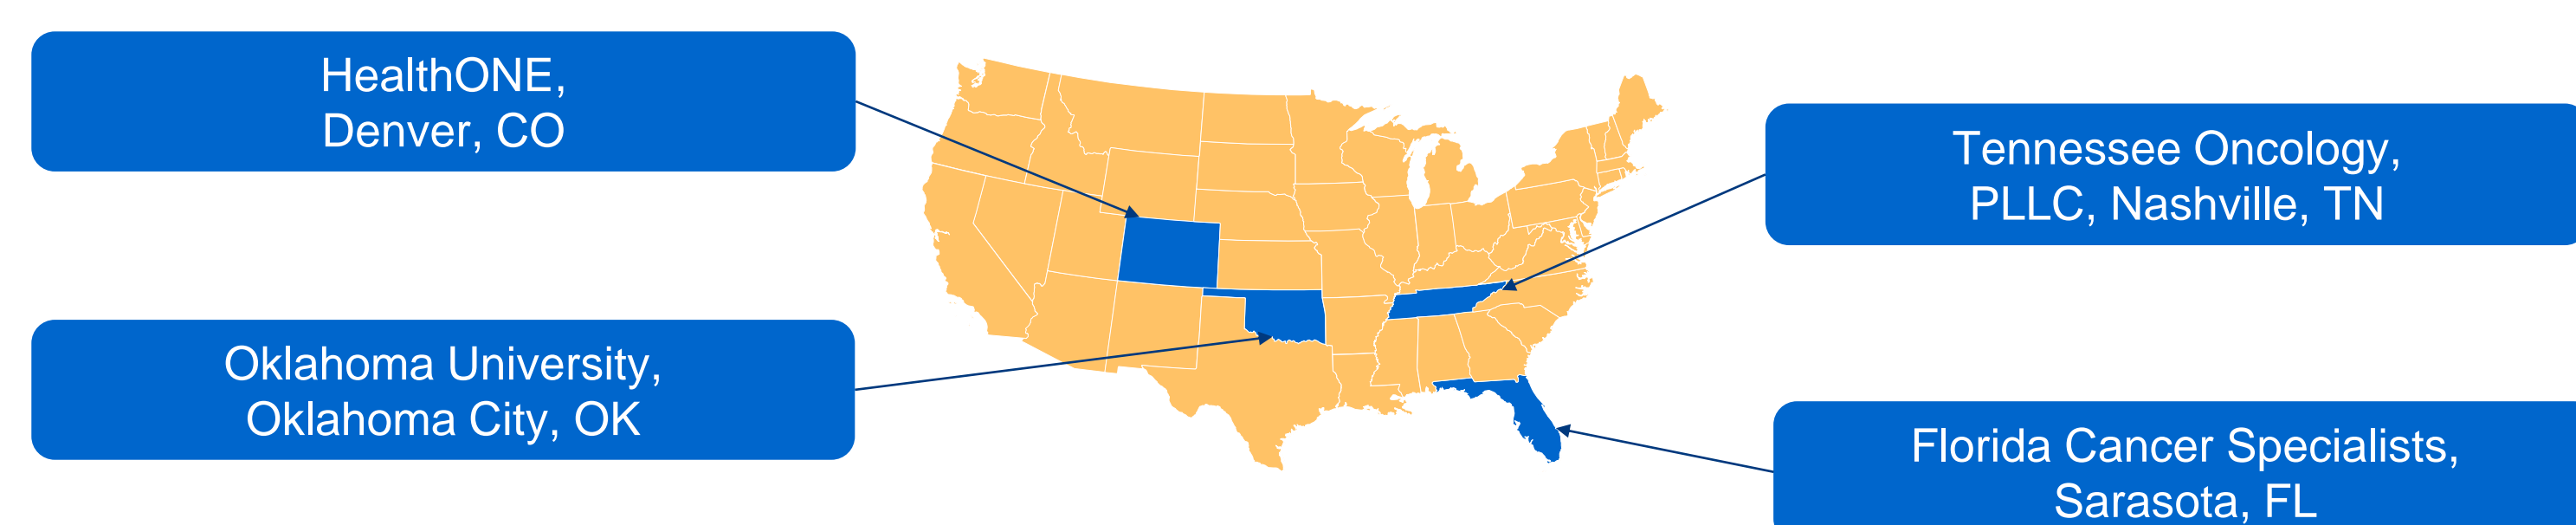 HealthONE,
Denver, CO
Tennessee Oncology,
PLLC, Nashville, TN
Oklahoma University,
Oklahoma City, OK
Florida Cancer Specialists,
Sarasota, FL